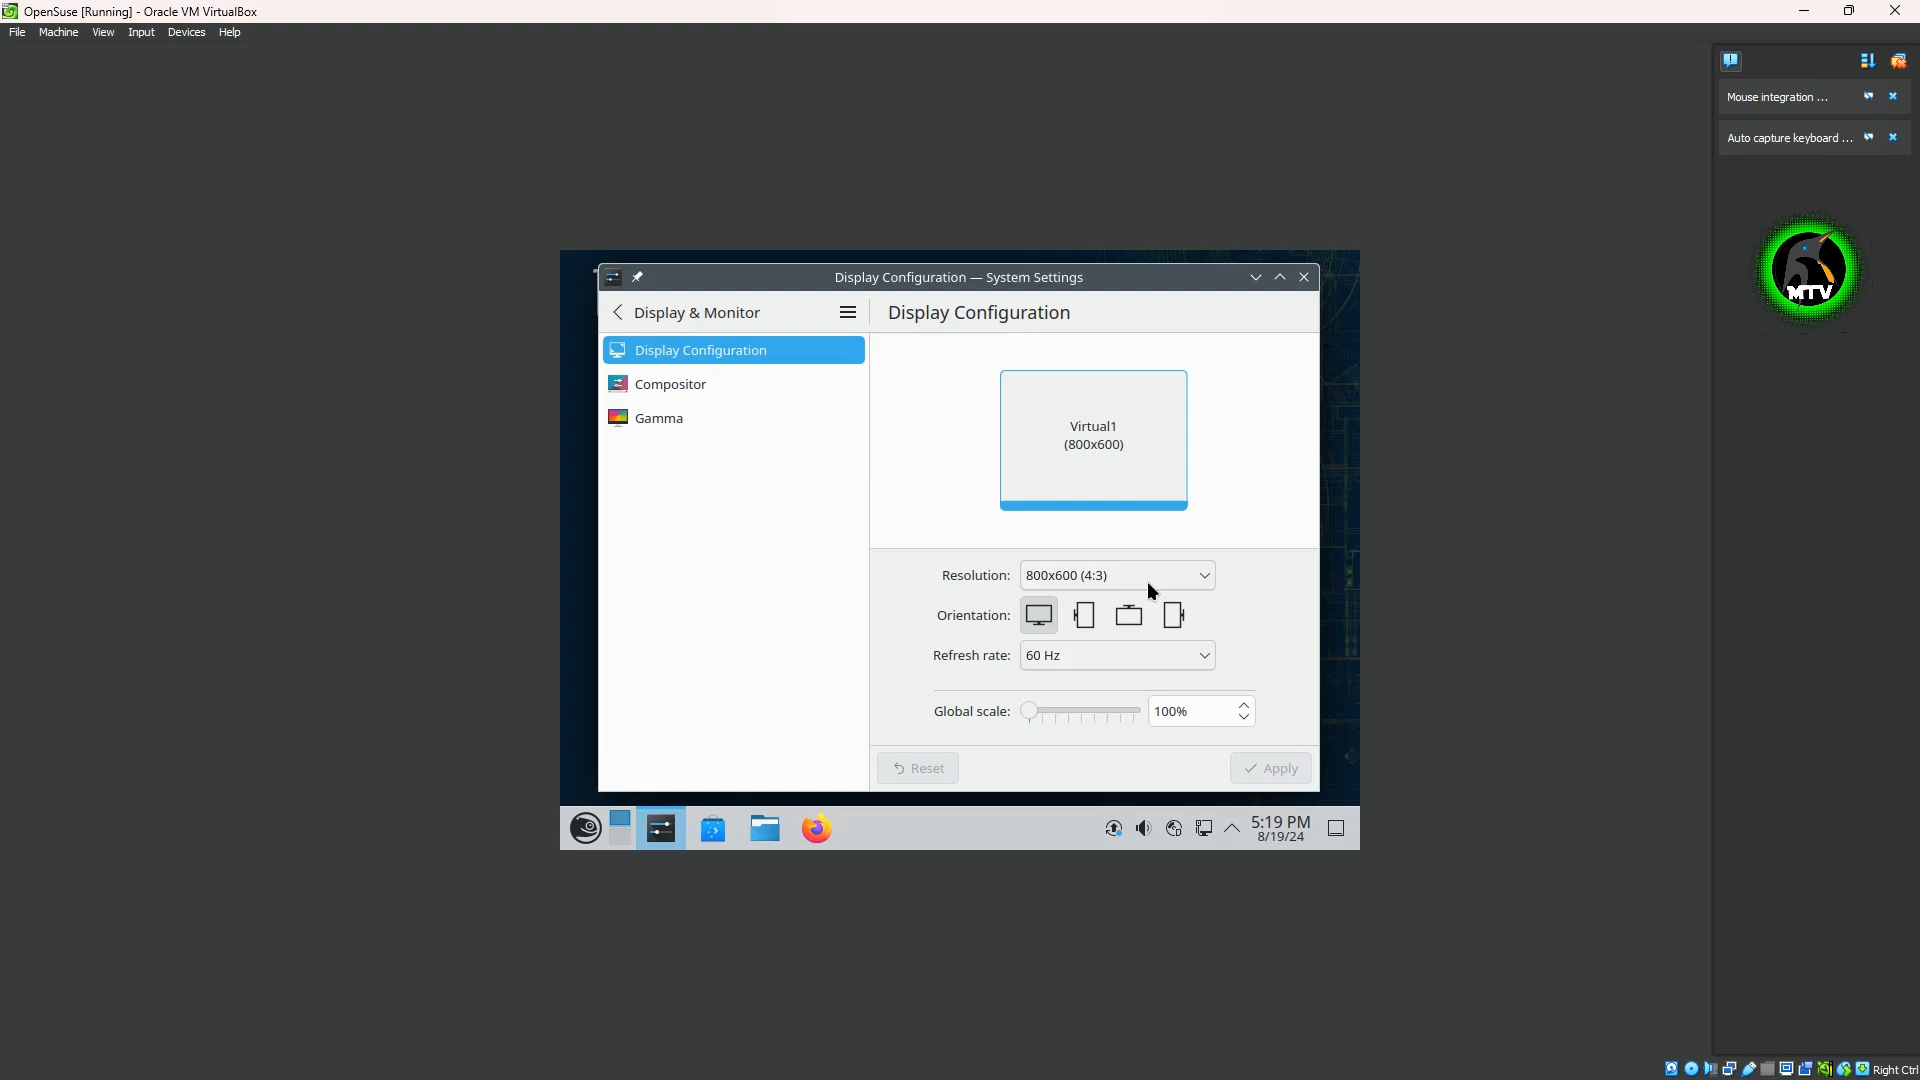 OpenSuse [Running] - Oracle VM VirtualBox
File Machine View Input Devices Help
Mouse integration ...
Auto capture keyboard ...
MTV
Display Configuration — System Settings
Display & Monitor
Display Configuration
Display Configuration
Compositor
Gamma
Virtual1
(800x600)
Resolution: 800x600 (4:3)
Orientation:
Refresh rate: 60 Hz
Global scale: 100%
Reset
Apply
5:19 PM
8/19/24
Right Ctrl